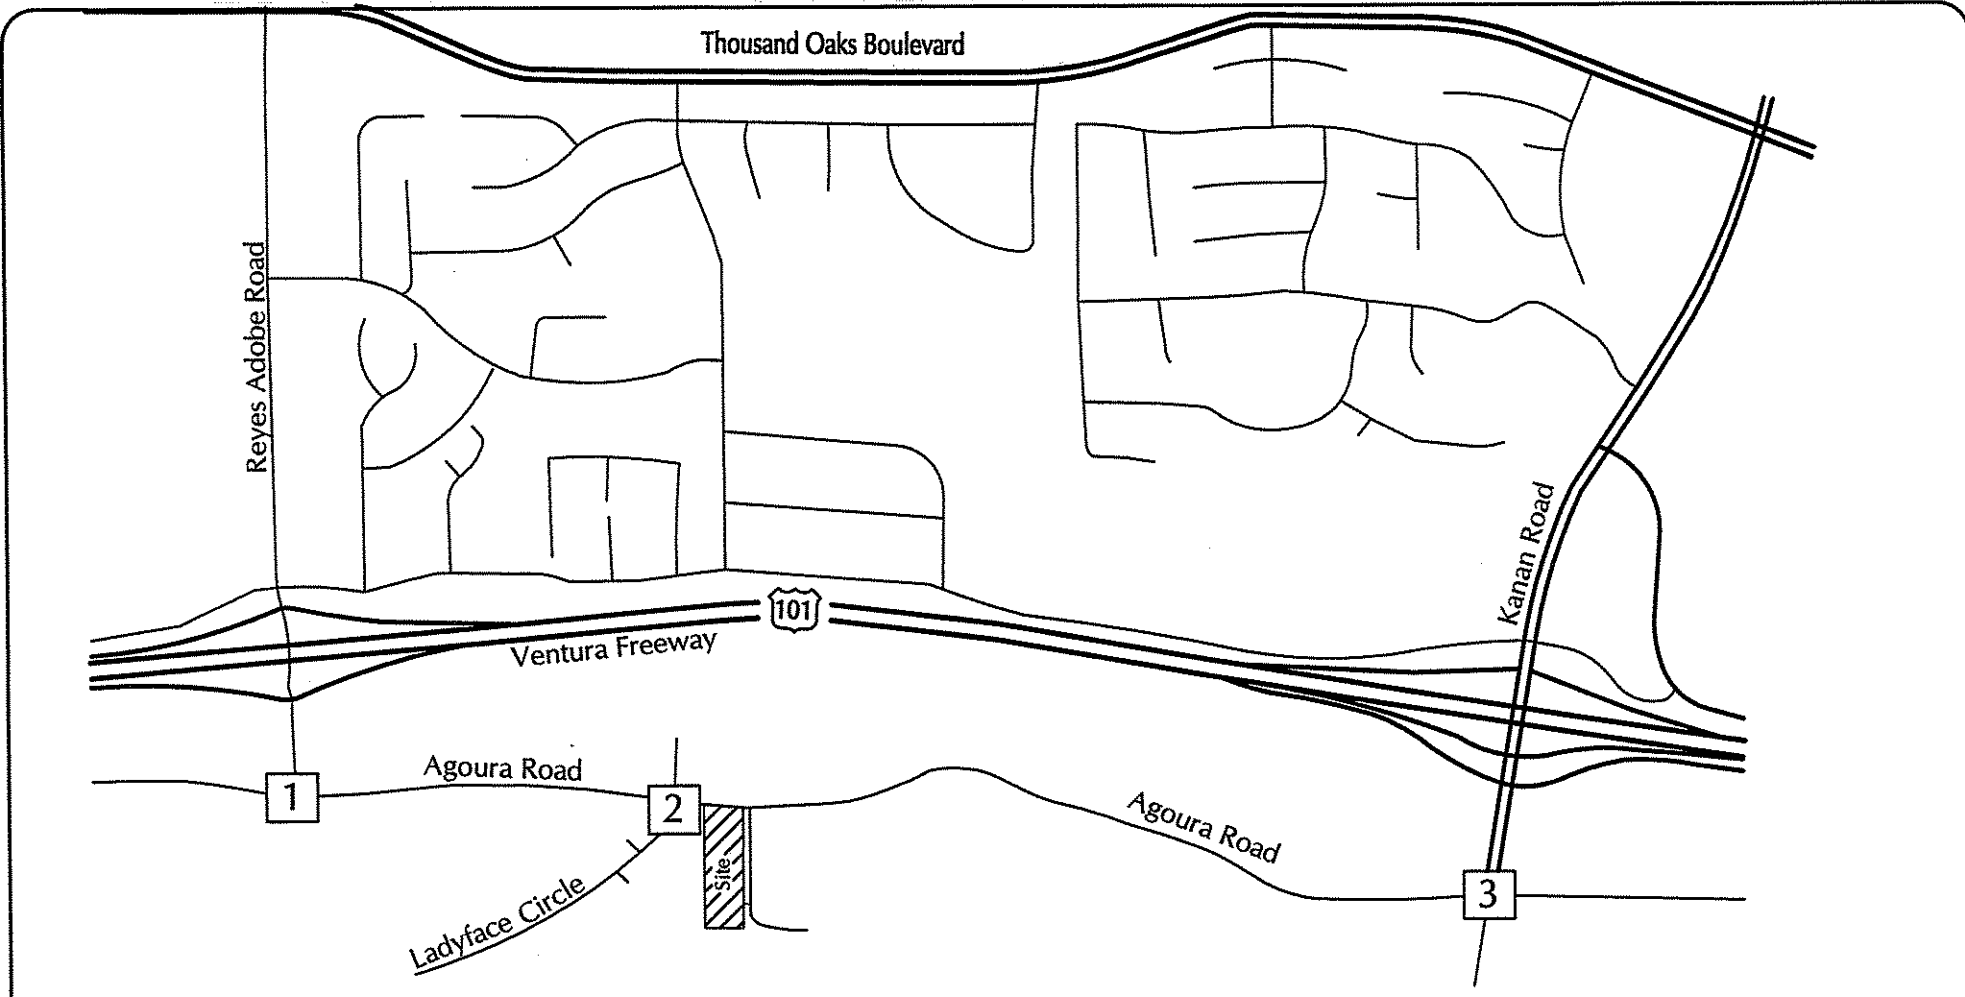 Thousand Oaks Boulevard
Reyes Adobe Road
Kanan Road
101
Ventura Freeway
Agoura Road
1
2
Agoura Road
Site
3
Ladyface Circle